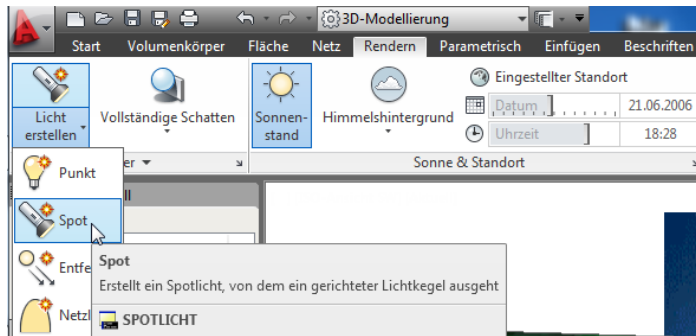 3D-Modellierung
Start Volumenkörper Fläche Netz Rendern Parametrisch Einfügen Beschriften
Licht erstellen
Vollständige Schatten
Sonnen-stand
Himmelshintergrund
Eingestellter Standort
Datum 21.06.2006
Uhrzeit 18:28
Sonne & Standort
Punkt
Spot
Spot
Erstellt ein Spotlicht, von dem ein gerichteter Lichtkegel ausgeht
SPOTLICHT